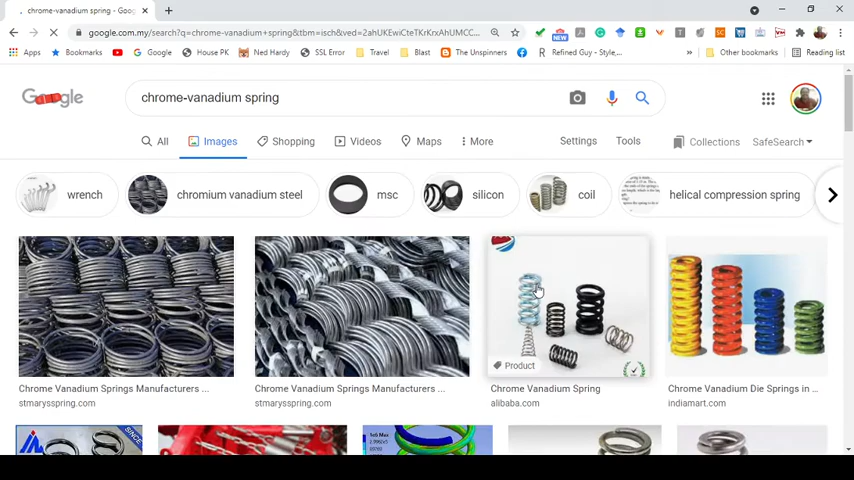 chrome-vanadium spring - Goo
google.com/search?q=chrome-vanadium+spring&tbm=isch&ved=2ahUKEwiCteTKrKrxAhUMCC...
Apps
Bookmarks
Google
House PK
Ned Hardy
SSL Error
Travel
Blast
The Unspinners
Refined Guy - Style,...
»
Other bookmarks
Reading list
Google
chrome-vanadium spring
All
Images
Shopping
Videos
Maps
More
Settings
Tools
Collections
SafeSearch
wrench
chromium vanadium steel
msc
silicon
coil
helical compression spring
Product
Chrome Vanadium Springs Manufacturers ...
stmarysspring.com
Chrome Vanadium Springs Manufacturers ...
stmarysspring.com
Chrome Vanadium Spring
alibaba.com
Chrome Vanadium Die Springs in ...
indiamart.com
SINCE